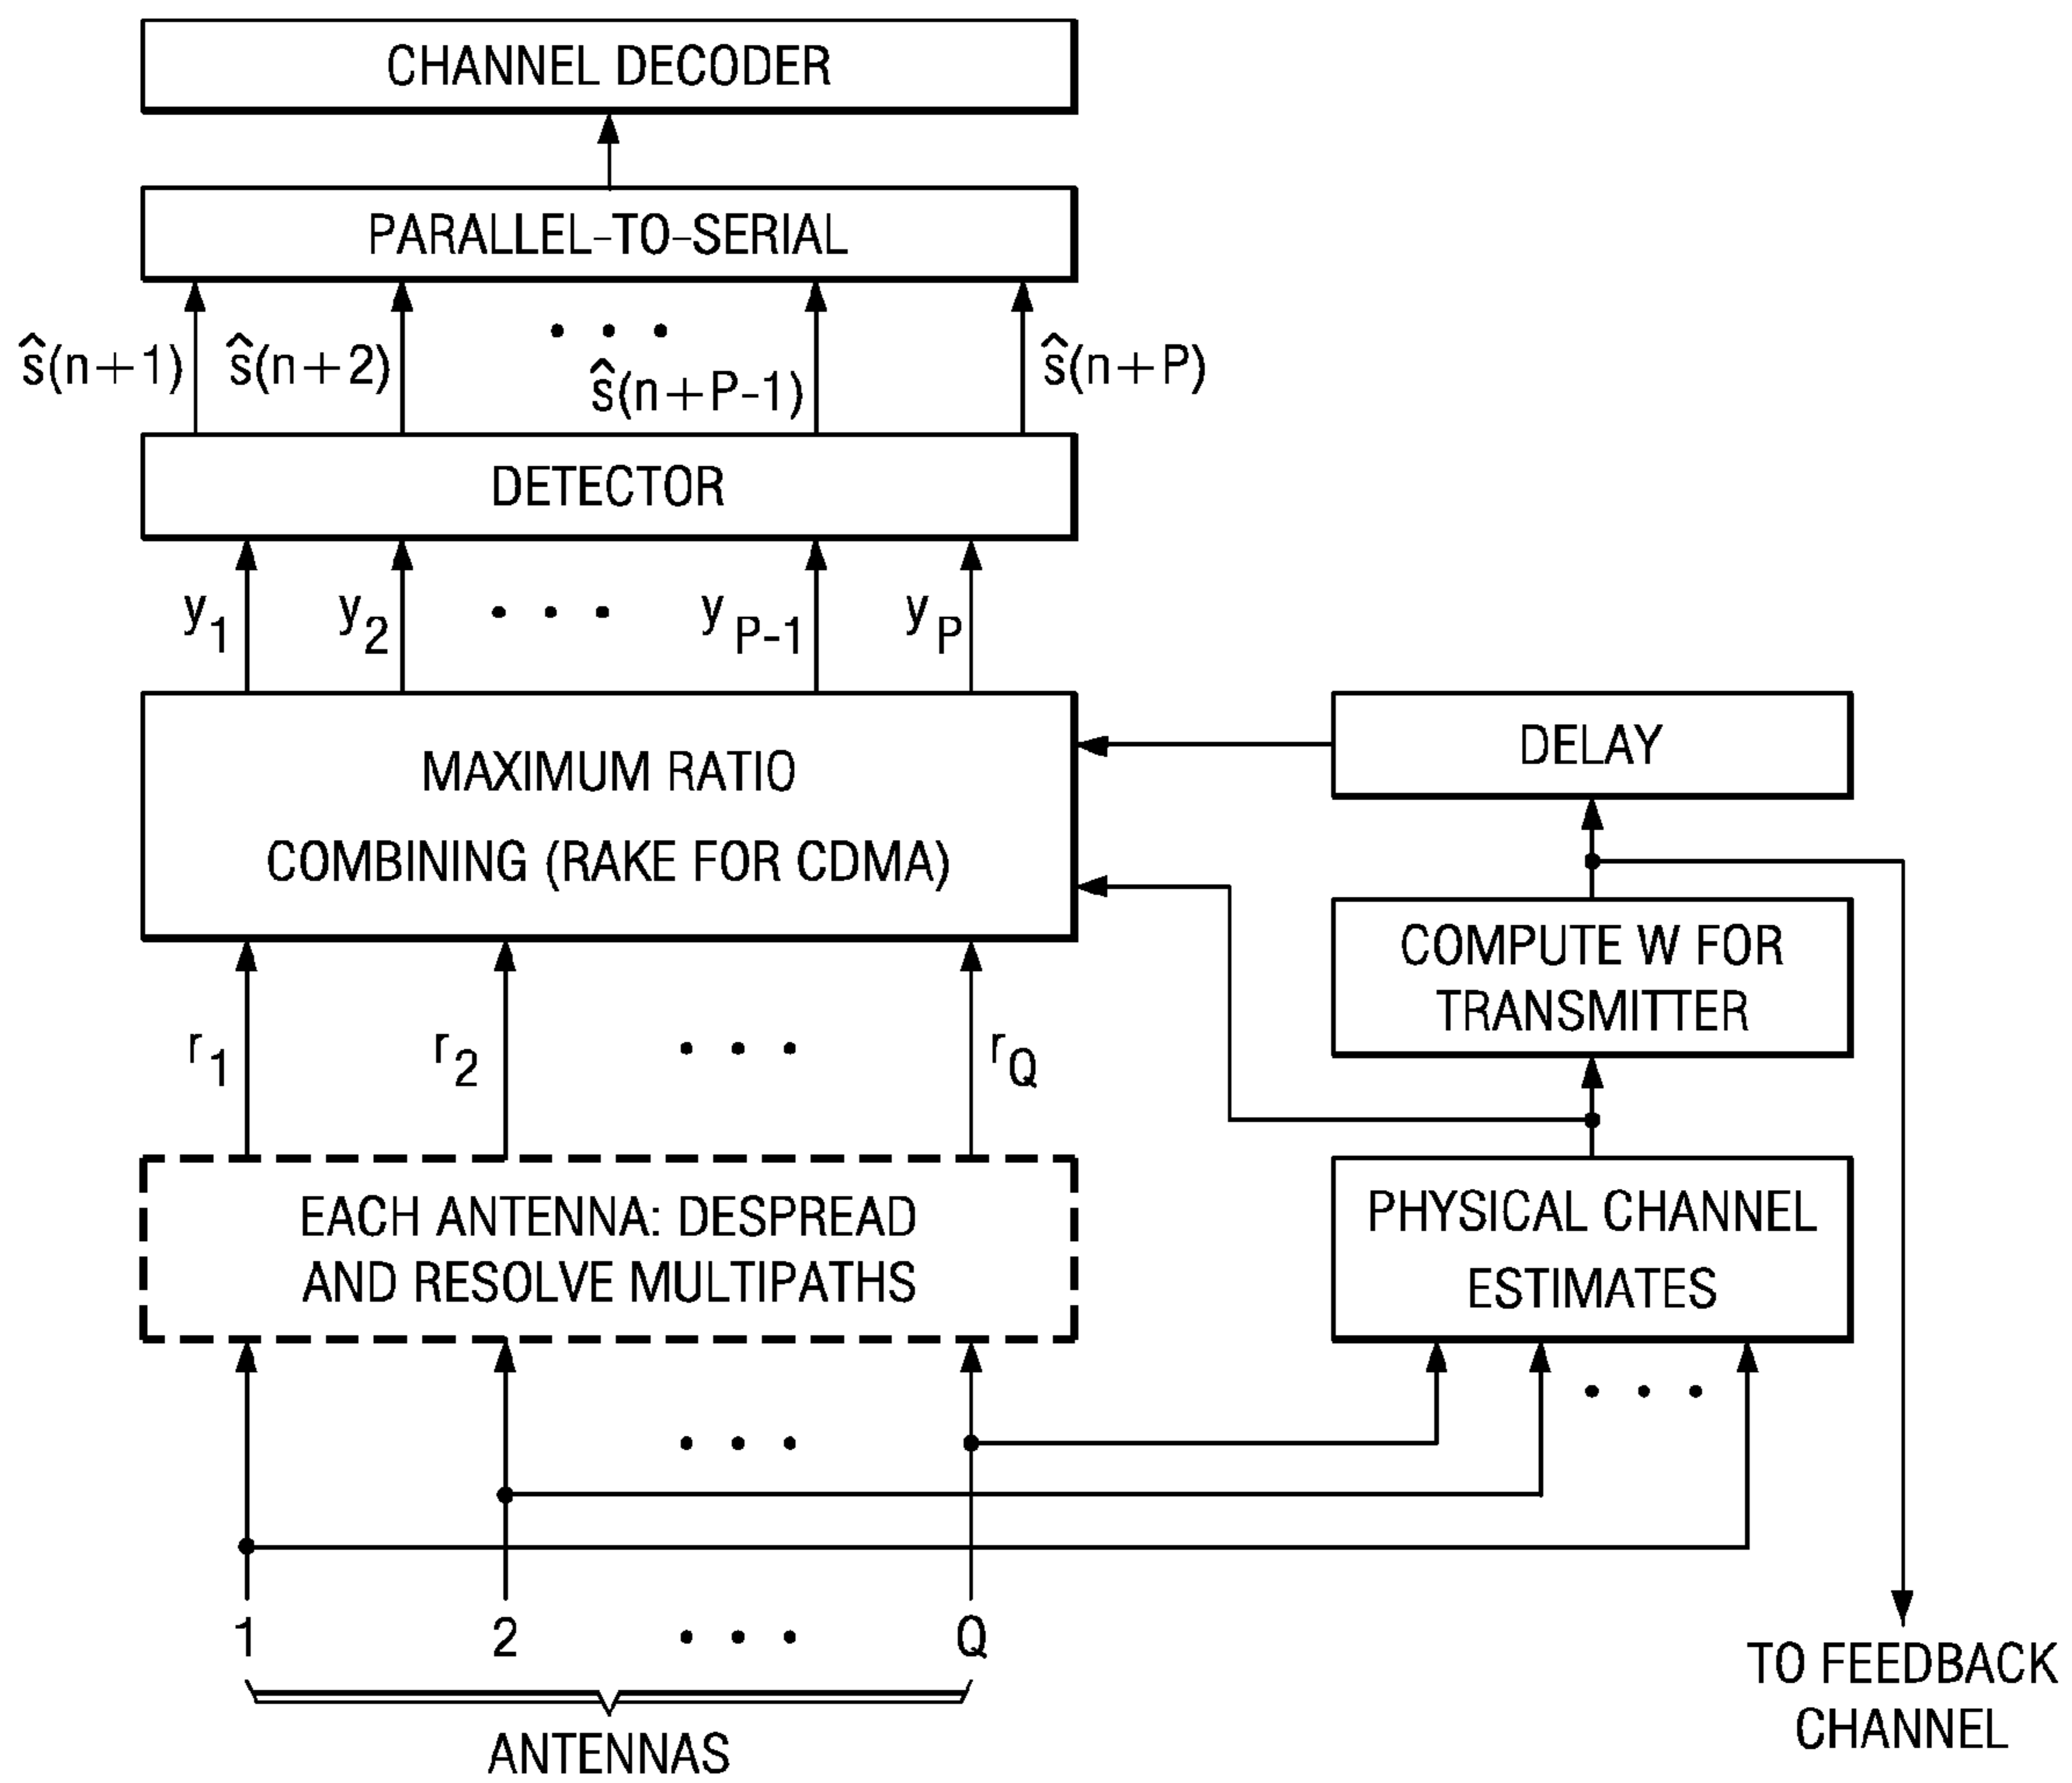 CHANNEL DECODER
PARALLEL-TO-SERIAL
ŝ(n+1) ŝ(n+2) • • • ŝ(n+P-1) ŝ(n+P)
DETECTOR
y1 y2 • • • yP-1 yP
MAXIMUM RATIO
COMBINING (RAKE FOR CDMA)
DELAY
COMPUTE W FOR
TRANSMITTER
r1 r2 • • • rQ
EACH ANTENNA: DESPREAD
AND RESOLVE MULTIPATHS
PHYSICAL CHANNEL
ESTIMATES
• • •
• • •
1 2 • • • Q
ANTENNAS
TO FEEDBACK
CHANNEL